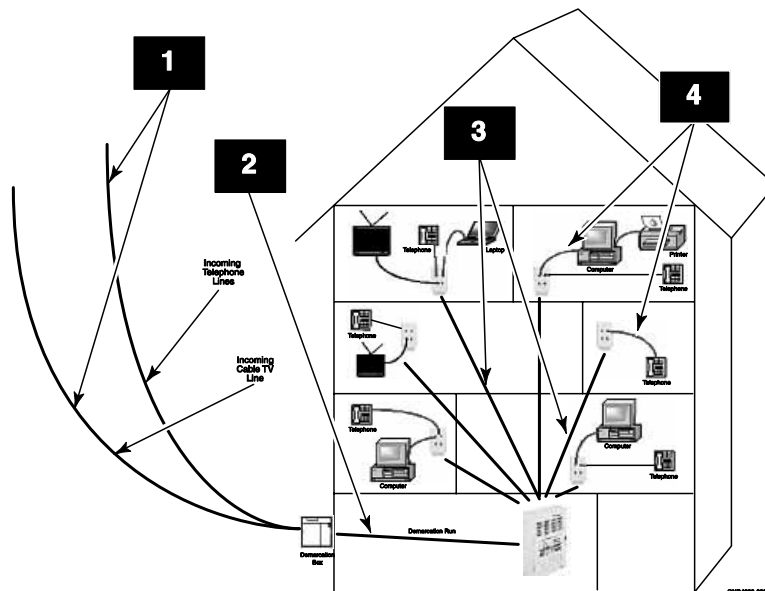 1
2
3
4
Incoming
Telephone
Lines
Incoming
Cable TV
Line
Telephone
Laptop
Computer
Printer
Telephone
Telephone
Telephone
Telephone
Computer
Computer
Telephone
Demarcation Run
Demarcation
Box